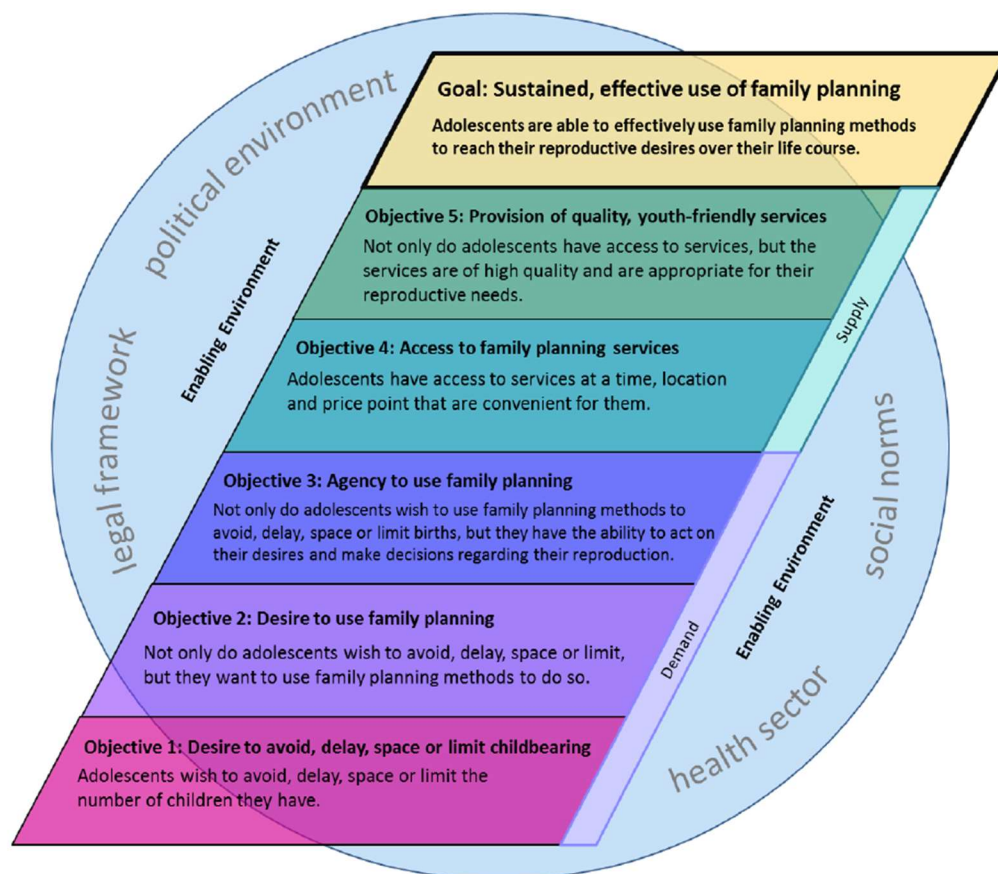 political environment
legal framework
Enabling Environment
Goal: Sustained, effective use of family planning
Adolescents are able to effectively use family planning methods
to reach their reproductive desires over their life course.
Objective 5: Provision of quality, youth-friendly services
Not only do adolescents have access to services, but the
services are of high quality and are appropriate for their
reproductive needs.
Objective 4: Access to family planning services
Adolescents have access to services at a time, location
and price point that are convenient for them.
Supply
Objective 3: Agency to use family planning
Not only do adolescents wish to use family planning methods to
avoid, delay, space or limit births, but they have the ability to act on
their desires and make decisions regarding their reproduction.
Objective 2: Desire to use family planning
Not only do adolescents wish to avoid, delay, space or limit,
but they want to use family planning methods to do so.
Objective 1: Desire to avoid, delay, space or limit childbearing
Adolescents wish to avoid, delay, space or limit the
number of children they have.
Demand
Enabling Environment
social norms
health sector